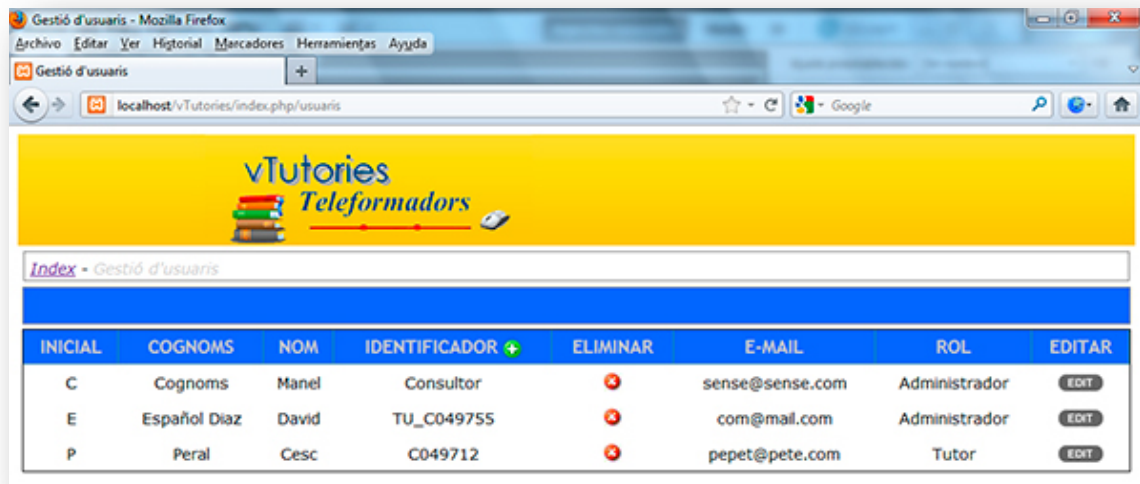 Gestió d'usuaris - Mozilla Firefox
Archivo Editar Ver Historial Marcadores Herramientas Ayuda
Gestió d'usuaris
localhost/vTutories/index.php/usuaris Google
vTutories
Teleformadors
Index - Gestió d'usuaris
INICIAL COGNOMS NOM IDENTIFICADOR ELIMINAR E-MAIL ROL EDITAR
C Cognoms Manel Consultor sense@sense.com Administrador EDIT
E Español Diaz David TU_C049755 com@mail.com Administrador EDIT
P Peral Cesc C049712 pepet@pete.com Tutor EDIT